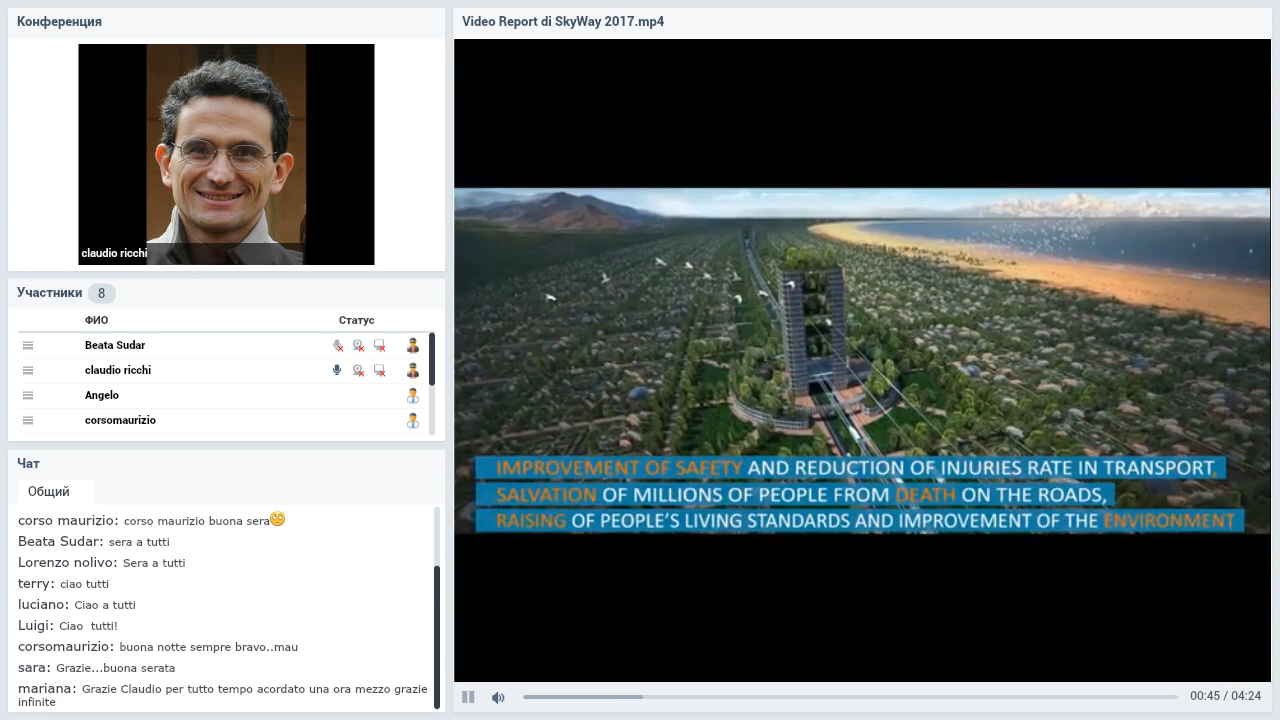 Конференция
claudio ricchi
Участники 8
ФИО Статус
Beata Sudar
claudio ricchi
Angelo
corsomaurizio
Чат
Общий
corso maurizio: corso maurizio buona sera
Beata Sudar: sera a tutti
Lorenzo nolivo: Sera a tutti
terry: ciao tutti
luciano: Ciao a tutti
Luigi: Ciao tutti!
corsomaurizio: buona notte sempre bravo..mau
sara: Grazie...buona serata
mariana: Grazie Claudio per tutto tempo acordato una ora mezzo grazie
infinite
Video Report di SkyWay 2017.mp4
IMPROVEMENT OF SAFETY AND REDUCTION OF INJURIES RATE IN TRANSPORT,
SALVATION OF MILLIONS OF PEOPLE FROM DEATH ON THE ROADS,
RAISING OF PEOPLE'S LIVING STANDARDS AND IMPROVEMENT OF THE ENVIRONMENT
00:45 / 04:24